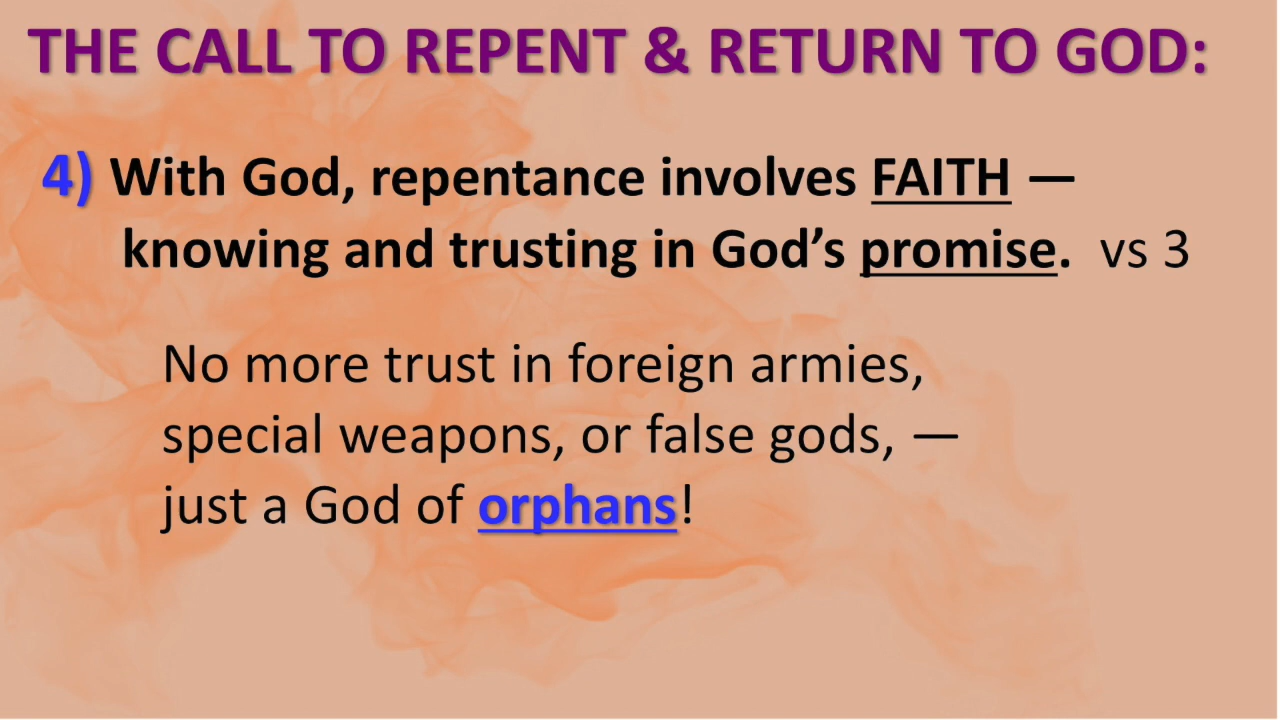 THE CALL TO REPENT & RETURN TO GOD:
4) With God, repentance involves FAITH —
knowing and trusting in God’s promise. vs 3
No more trust in foreign armies,
special weapons, or false gods, —
just a God of orphans!